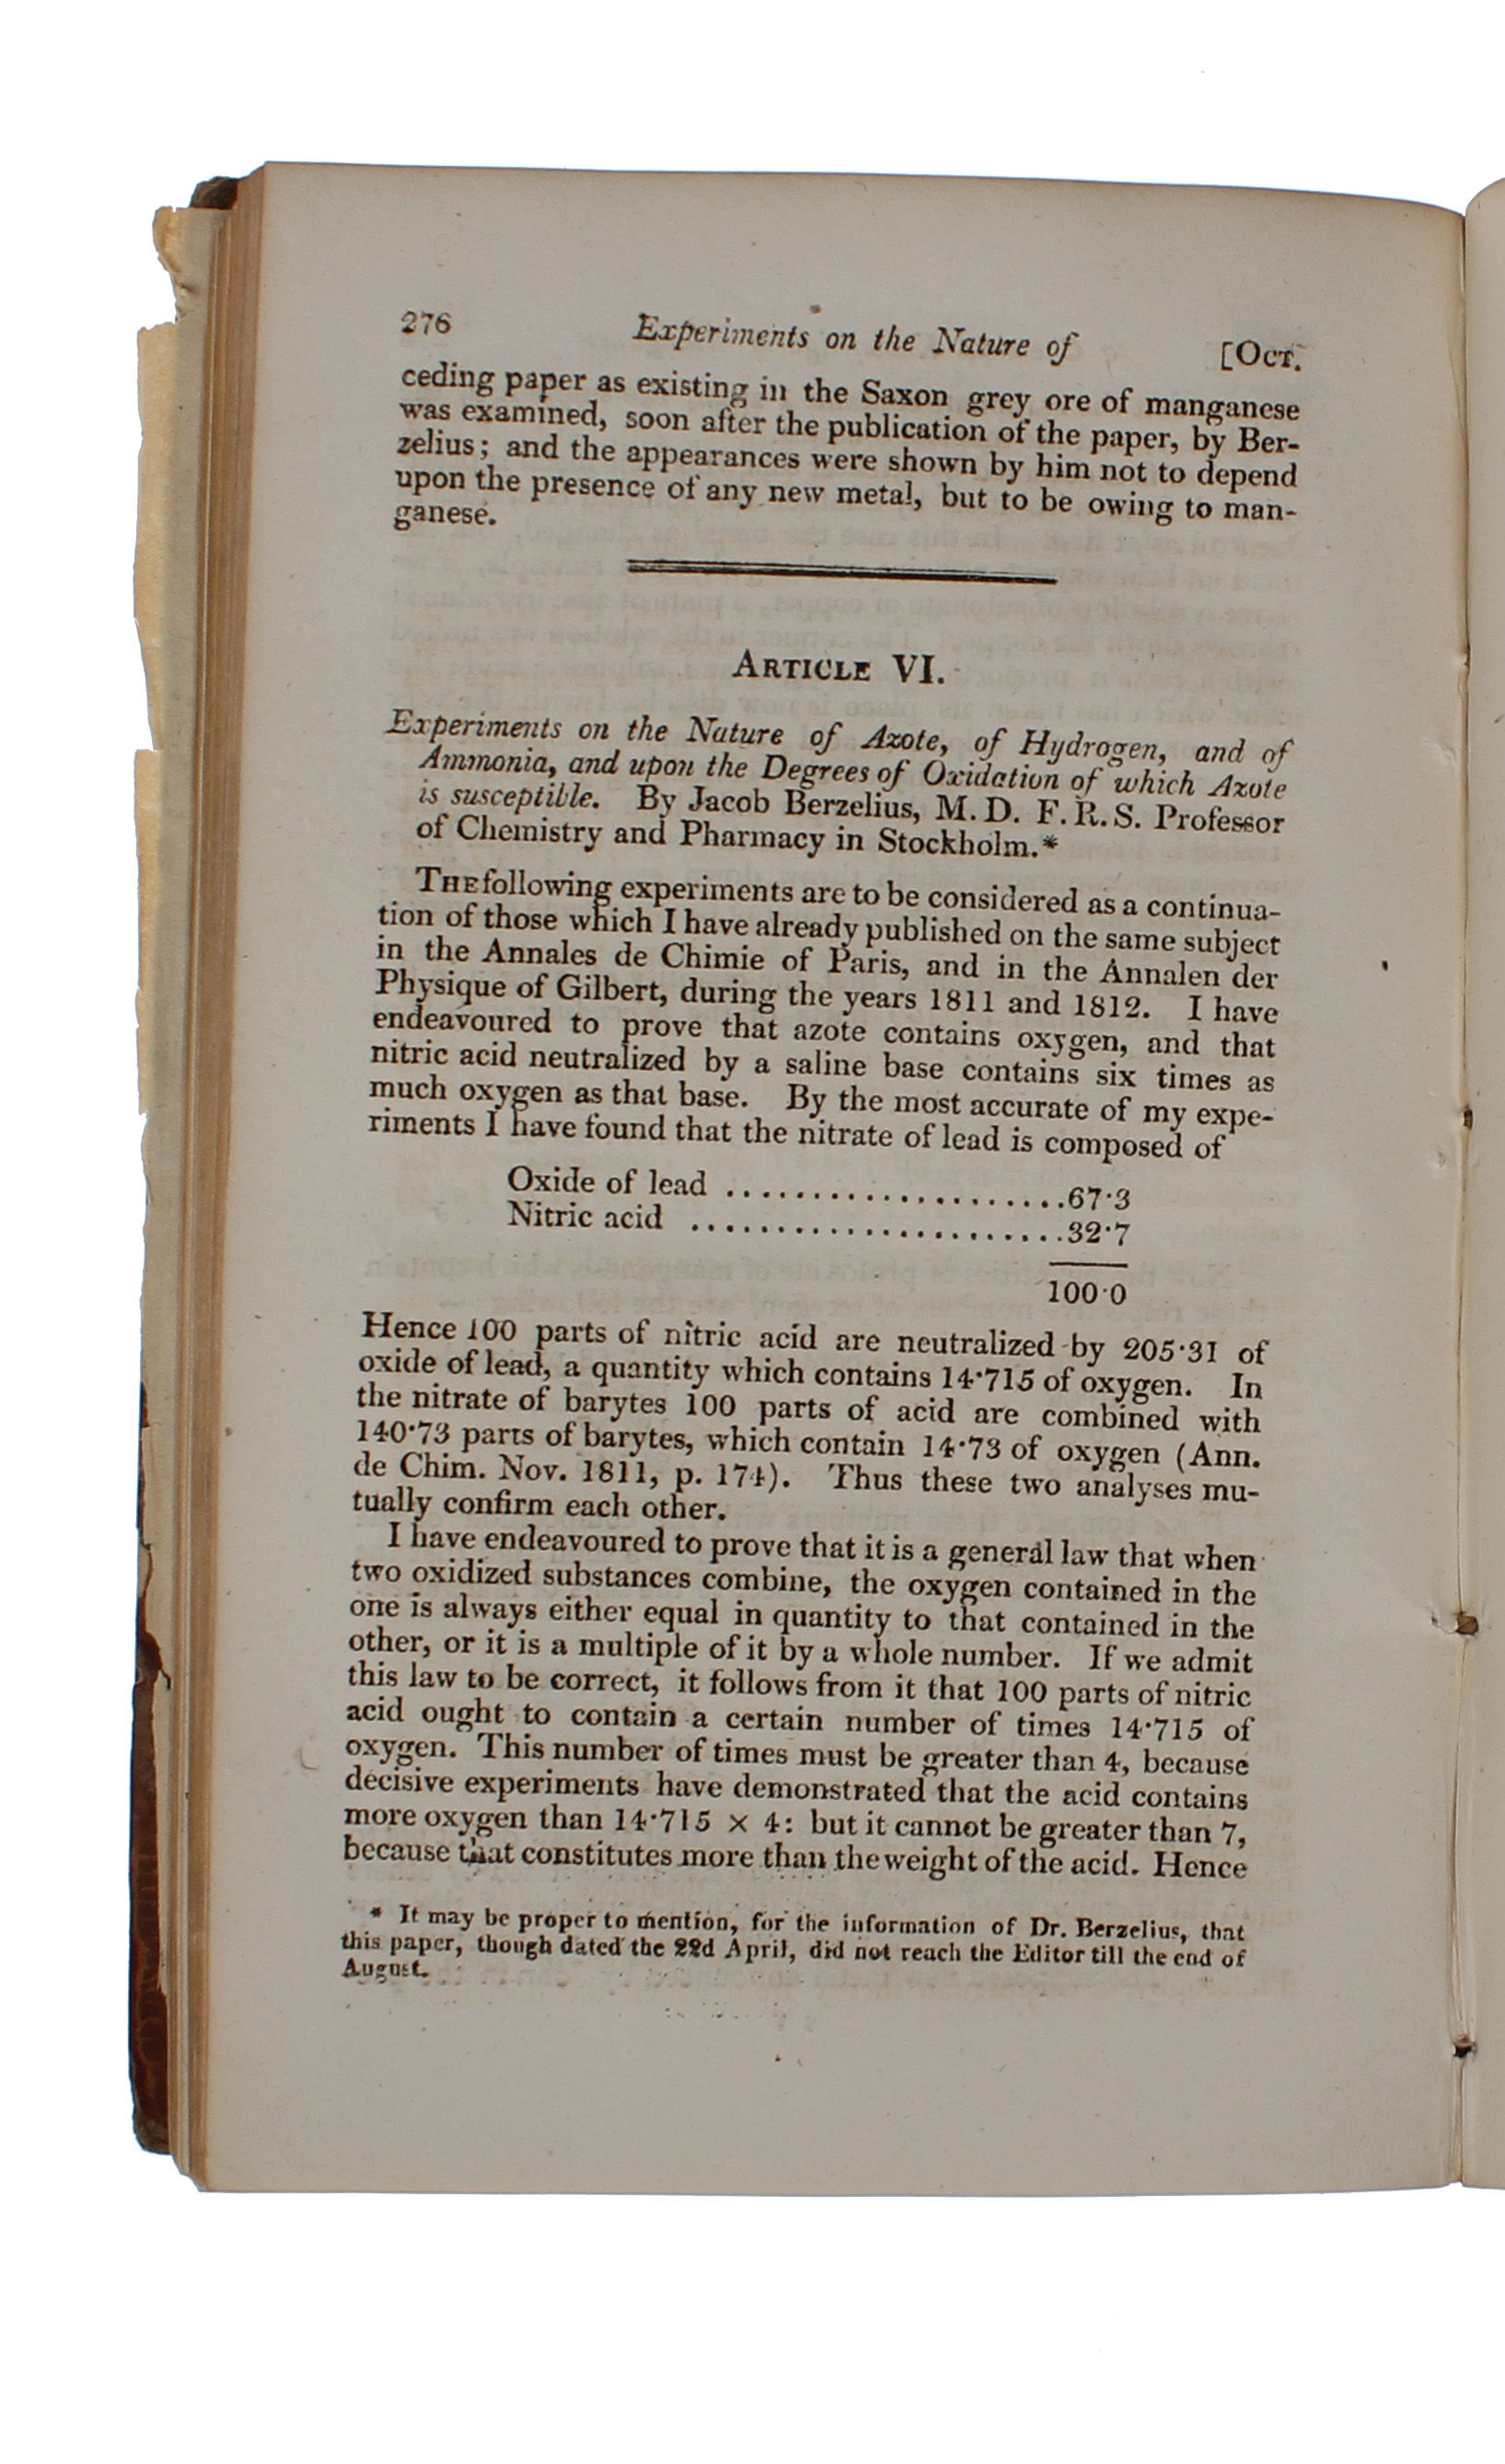 276 Experiments on the Nature of [Oct.
ceding paper as existing in the Saxon grey ore of manganese
was examined, soon after the publication of the paper, by Ber-
zelius; and the appearances were shown by him not to depend
upon the presence of any new metal, but to be owing to man-
ganese.
Article VI.
Experiments on the Nature of Azote, of Hydrogen, and of
Ammonia, and upon the Degrees of Oxidation of which Azote
is susceptible. By Jacob Berzelius, M.D. F.R.S. Professor
of Chemistry and Pharmacy in Stockholm.*
THE following experiments are to be considered as a continua-
tion of those which I have already published on the same subject
in the Annales de Chimie of Paris, and in the Annalen der
Physique of Gilbert, during the years 1811 and 1812. I have
endeavoured to prove that azote contains oxygen, and that
nitric acid neutralized by a saline base contains six times as
much oxygen as that base. By the most accurate of my expe-
riments I have found that the nitrate of lead is composed of
Oxide of lead ....................67·3
Nitric acid ......................32·7
100·0
Hence 100 parts of nitric acid are neutralized by 205·31 of
oxide of lead, a quantity which contains 14·715 of oxygen. In
the nitrate of barytes 100 parts of acid are combined with
140·73 parts of barytes, which contain 14·73 of oxygen (Ann.
de Chim. Nov. 1811, p. 174). Thus these two analyses mu-
tually confirm each other.
I have endeavoured to prove that it is a general law that when
two oxidized substances combine, the oxygen contained in the
one is always either equal in quantity to that contained in the
other, or it is a multiple of it by a whole number. If we admit
this law to be correct, it follows from it that 100 parts of nitric
acid ought to contain a certain number of times 14·715 of
oxygen. This number of times must be greater than 4, because
decisive experiments have demonstrated that the acid contains
more oxygen than 14·715 × 4: but it cannot be greater than 7,
because that constitutes more than the weight of the acid. Hence
* It may be proper to mention, for the information of Dr. Berzelius, that
this paper, though dated the 22d April, did not reach the Editor till the end of
August.